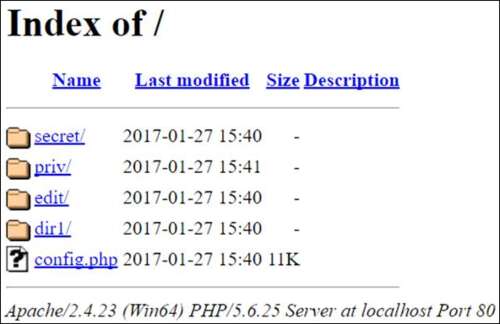 Index of /
Name Last modified Size Description
secret/ 2017-01-27 15:40 -
priv/ 2017-01-27 15:41 -
edit/ 2017-01-27 15:40 -
dir1/ 2017-01-27 15:40 -
config.php 2017-01-27 15:40 11K
Apache/2.4.23 (Win64) PHP/5.6.25 Server at localhost Port 80